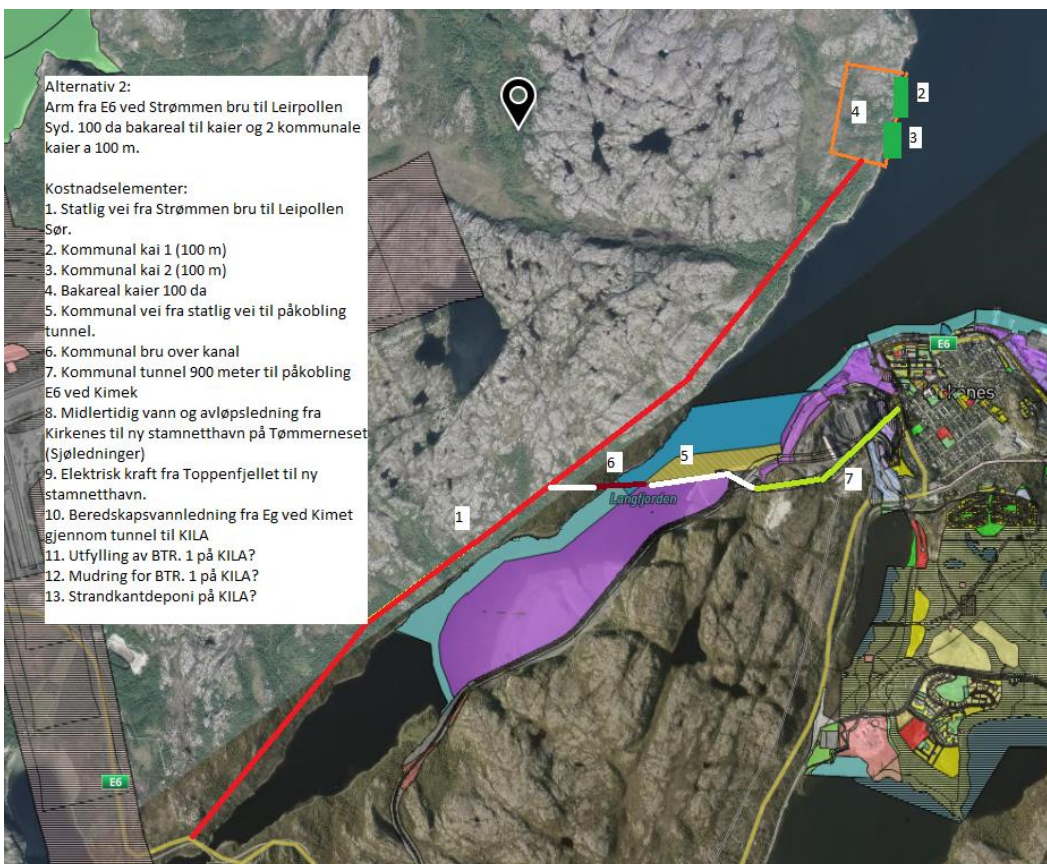 Alternativ 2:
Arm fra E6 ved Strømmen bru til Leirpollen
Syd. 100 da bakareal til kaier og 2 kommunale
kaier a 100 m.
Kostnadselementer:
1. Statlig vei fra Strømmen bru til Leipollen
Sør.
2. Kommunal kai 1 (100 m)
3. Kommunal kai 2 (100 m)
4. Bakareal kaier 100 da
5. Kommunal vei fra statlig vei til påkobling
tunnel.
6. Kommunal bru over kanal
7. Kommunal tunnel 900 meter til påkobling
E6 ved Kimek
8. Midlertidig vann og avløpsledning fra
Kirkenes til ny stamnetthavn på Tømmerneset
(Sjøledninger)
9. Elektrisk kraft fra Toppenfjellet til ny
stamnetthavn.
10. Beredskapsvannledning fra Eg ved Kimet
gjennom tunnel til KILA
11. Utfylling av BTR. 1 på KILA?
12. Mudring for BTR. 1 på KILA?
13. Strandkantdeponi på KILA?
4
2
3
E6
kenes
6
5
7
Langfjorden
1
E6